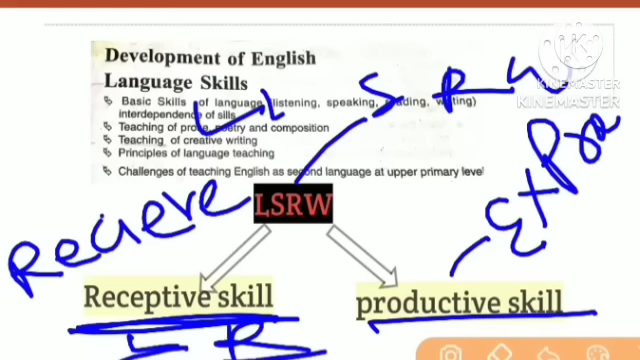 Development of English
Language Skills
Basic Skills of language listening, speaking, reading, writing)
interdependence of sills
Teaching of prose, poetry and composition
Teaching of creative writing
Principles of language teaching
Challenges of teaching English as second language at upper primary level
L S R W
KINEMASTER
KINEMASTER
LSRW
Recieve
Exp
Receptive skill
productive skill
L R